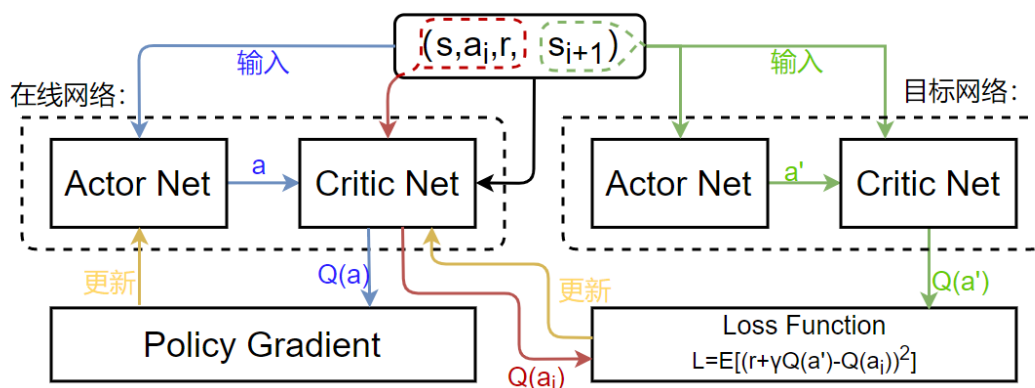 (s,aᵢ,r, sᵢ₊₁)
输入
输入
在线网络：
目标网络：
Actor Net
a
Critic Net
Actor Net
a'
Critic Net
更新
Q(a)
更新
Q(a')
Policy Gradient
Q(aᵢ)
Loss Function
L=E[(r+γQ(a')-Q(aᵢ))²]